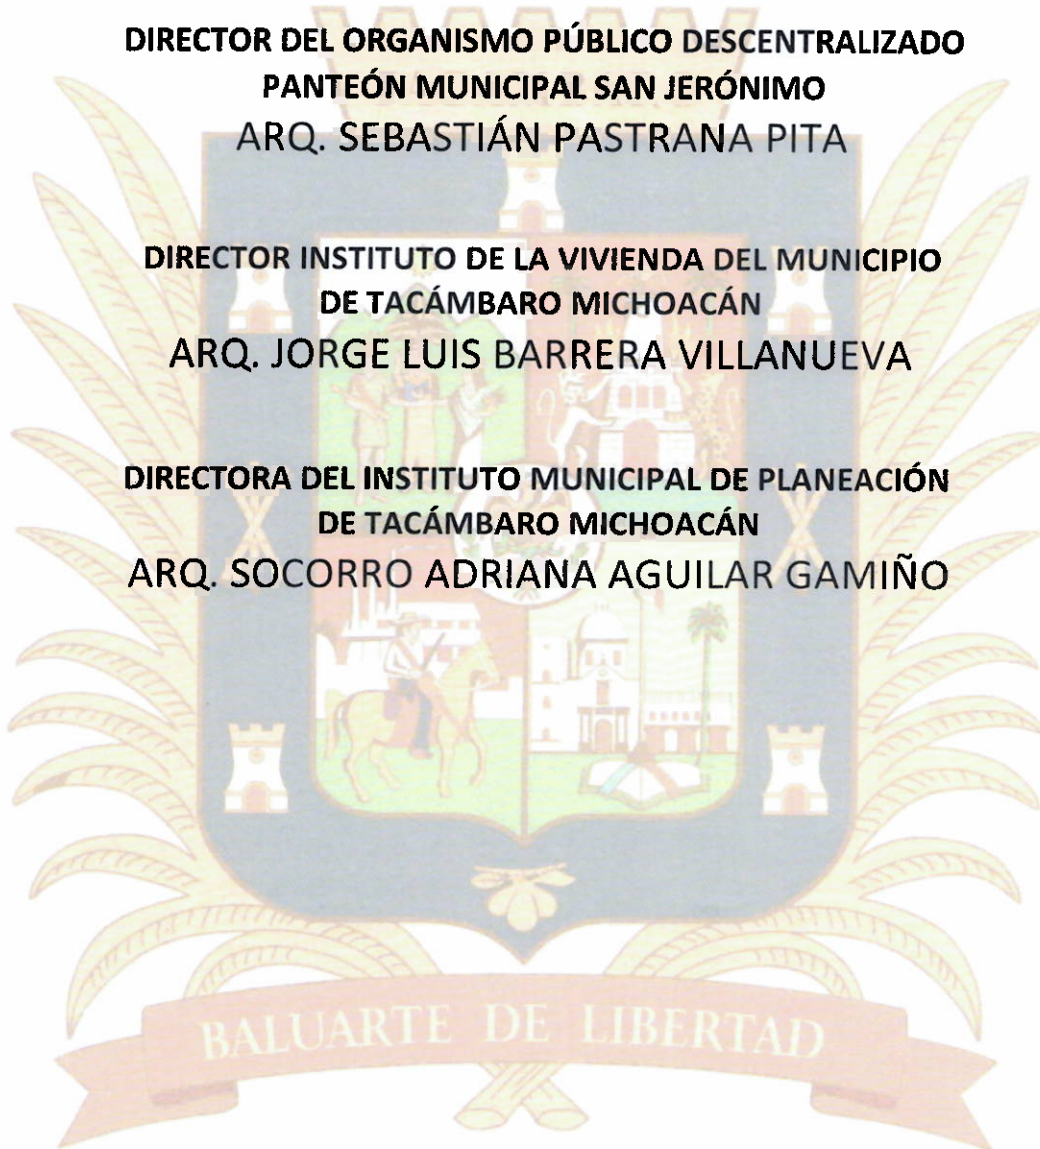 DIRECTOR DEL ORGANISMO PÚBLICO DESCENTRALIZADO
PANTEÓN MUNICIPAL SAN JERÓNIMO
ARQ. SEBASTIÁN PASTRANA PITA
DIRECTOR INSTITUTO DE LA VIVIENDA DEL MUNICIPIO
DE TACÁMBARO MICHOACÁN
ARQ. JORGE LUIS BARRERA VILLANUEVA
DIRECTORA DEL INSTITUTO MUNICIPAL DE PLANEACIÓN
DE TACÁMBARO MICHOACÁN
ARQ. SOCORRO ADRIANA AGUILAR GAMIÑO
BALUARTE DE LIBERTAD